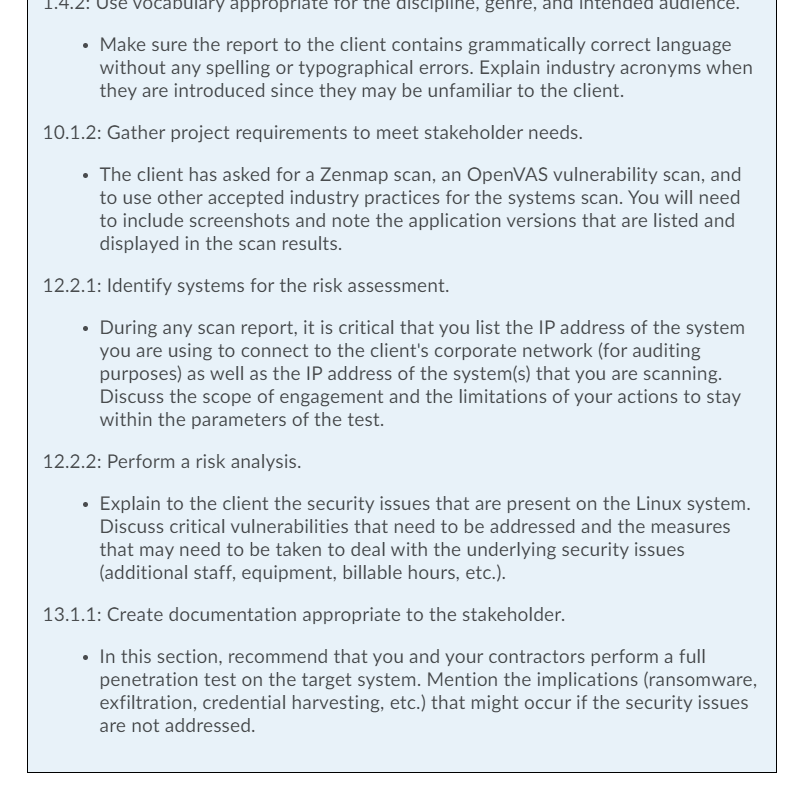 1.4.2: Use vocabulary appropriate for the discipline, genre, and intended audience.
• Make sure the report to the client contains grammatically correct language
without any spelling or typographical errors. Explain industry acronyms when
they are introduced since they may be unfamiliar to the client.
10.1.2: Gather project requirements to meet stakeholder needs.
• The client has asked for a Zenmap scan, an OpenVAS vulnerability scan, and
to use other accepted industry practices for the systems scan. You will need
to include screenshots and note the application versions that are listed and
displayed in the scan results.
12.2.1: Identify systems for the risk assessment.
• During any scan report, it is critical that you list the IP address of the system
you are using to connect to the client's corporate network (for auditing
purposes) as well as the IP address of the system(s) that you are scanning.
Discuss the scope of engagement and the limitations of your actions to stay
within the parameters of the test.
12.2.2: Perform a risk analysis.
• Explain to the client the security issues that are present on the Linux system.
Discuss critical vulnerabilities that need to be addressed and the measures
that may need to be taken to deal with the underlying security issues
(additional staff, equipment, billable hours, etc.).
13.1.1: Create documentation appropriate to the stakeholder.
• In this section, recommend that you and your contractors perform a full
penetration test on the target system. Mention the implications (ransomware,
exfiltration, credential harvesting, etc.) that might occur if the security issues
are not addressed.